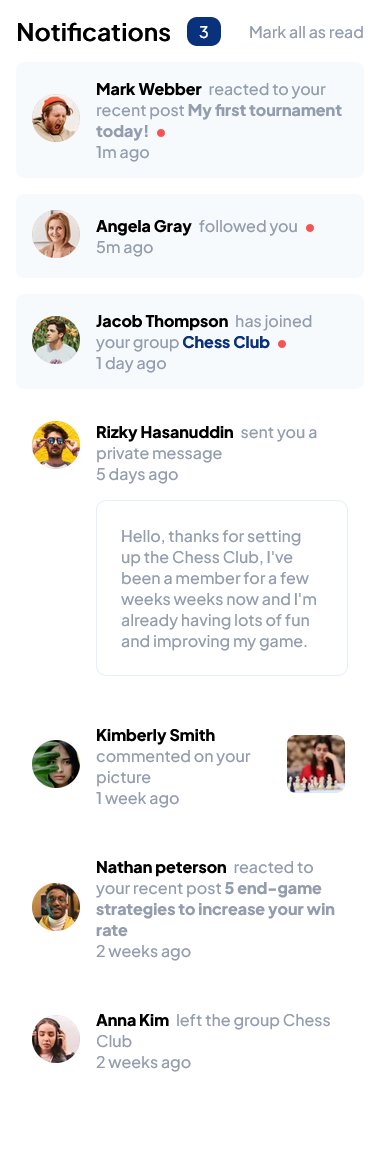 Notifications 3 Mark all as read
Mark Webber reacted to your
recent post My first tournament
today!
1m ago
Angela Gray followed you
5m ago
Jacob Thompson has joined
your group Chess Club
1 day ago
Rizky Hasanuddin sent you a
private message
5 days ago
Hello, thanks for setting
up the Chess Club, I've
been a member for a few
weeks weeks now and I'm
already having lots of fun
and improving my game.
Kimberly Smith
commented on your
picture
1 week ago
Nathan peterson reacted to
your recent post 5 end-game
strategies to increase your win
rate
2 weeks ago
Anna Kim left the group Chess
Club
2 weeks ago